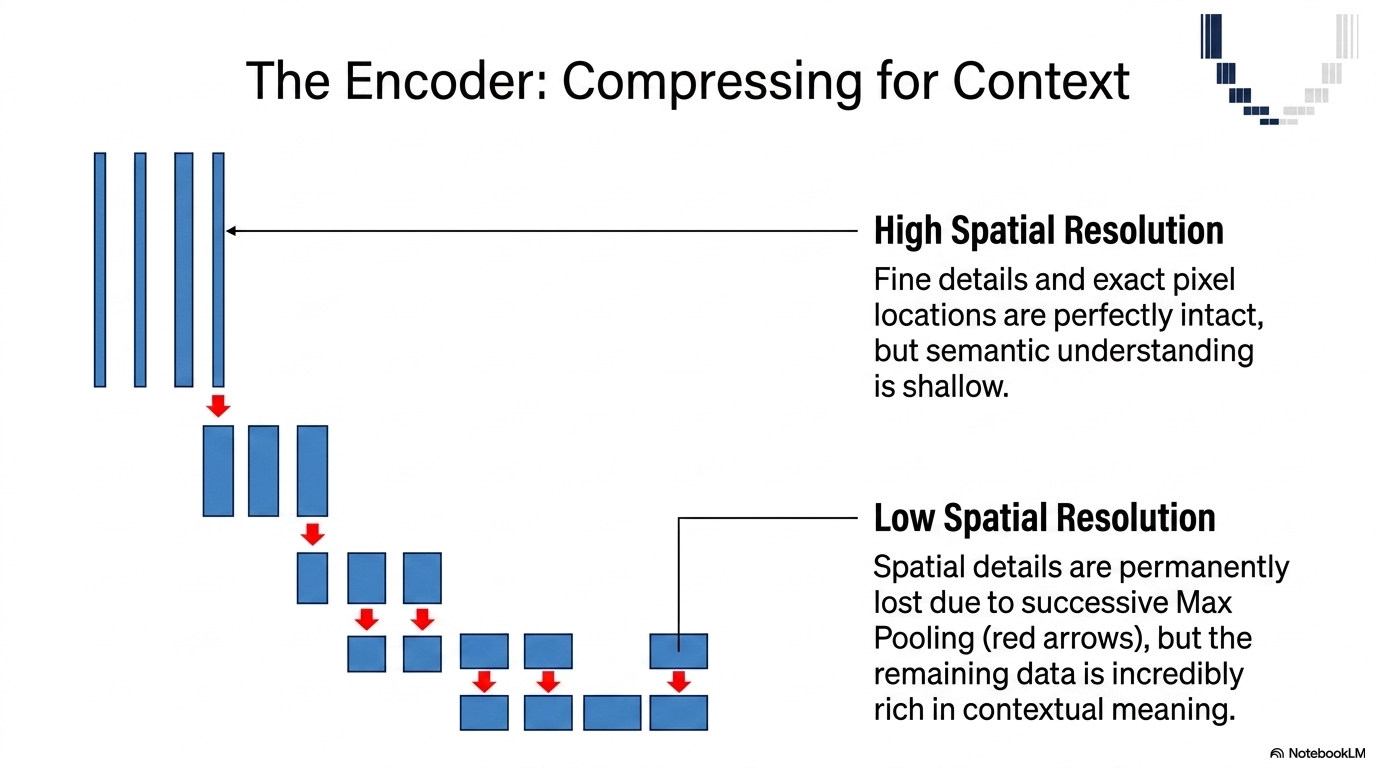 The Encoder: Compressing for Context
High Spatial Resolution
Fine details and exact pixel
locations are perfectly intact,
but semantic understanding
is shallow.
Low Spatial Resolution
Spatial details are permanently
lost due to successive Max
Pooling (red arrows), but the
remaining data is incredibly
rich in contextual meaning.
NotebookLM